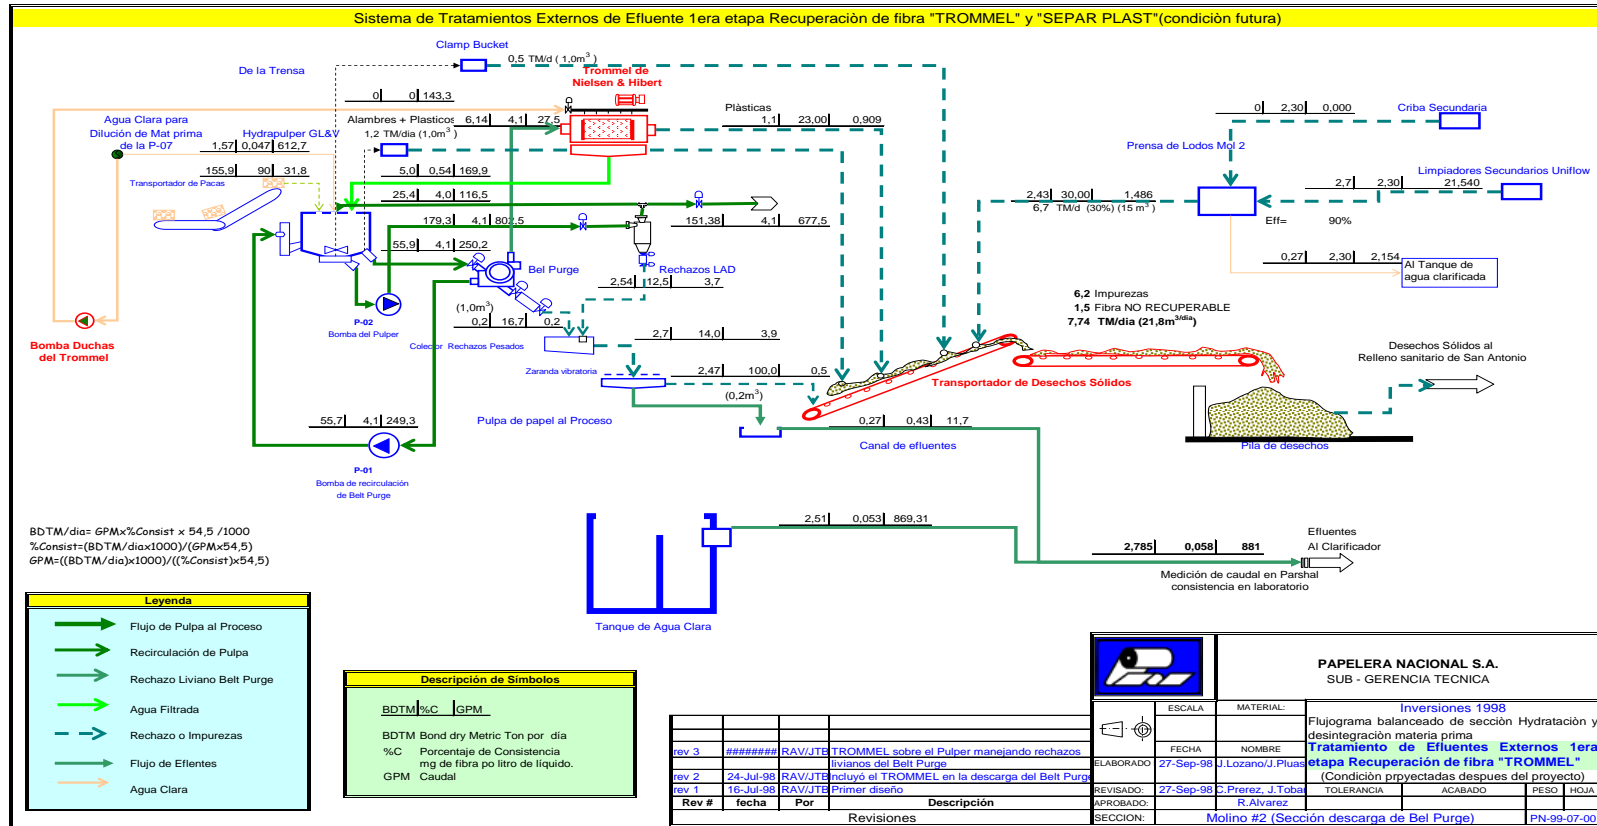 Sistema de Tratamientos Externos de Efluente 1era etapa Recuperaciòn de fibra "TROMMEL" y "SEPAR PLAST"(condiciòn futura)
Clamp Bucket
0,5 TM/d ( 1,0m3 )
De la Trensa
Trommel de
Nielsen & Hibert
0 0 143,3
Plàsticas
0 2,30 0,000
Criba Secundaria
Agua Clara para
Dilución de Mat prima
de la P-07
Alambres + Plasticos
6,14 4,1 27,5
1,1 23,00 0,909
1,2 TM/dia (1,0m3 )
Hydrapulper GL&V
1,57 0,047 612,7
Prensa de Lodos Mol 2
155,9 90 31,8
5,0 0,54 169,9
Limpiadores Secundarios Uniflow
Transportador de Pacas
2,7 2,30 21,540
25,4 4,0 116,5
2,43 30,00 1,486
6,7 TM/d (30%) (15 m3 )
179,3 4,1 802,5
151,38 4,1 677,5
Eff= 90%
55,9 4,1 250,2
0,27 2,30 2,154
Al Tanque de
agua clarificada
Bel Purge
Rechazos LAD
2,54 12,5 3,7
6,2 Impurezas
1,5 Fibra NO RECUPERABLE
7,74 TM/dia (21,8m3/dia)
(1,0m3)
0,2 16,7 0,2
P-02
Bomba del Pulper
Bomba Duchas
del Trommel
Colector Rechazos Pesados
2,7 14,0 3,9
Desechos Sólidos al
Relleno sanitario de San Antonio
Zaranda vibratoria
2,47 100,0 0,5
Transportador de Desechos Sólidos
(0,2m3)
55,7 4,1 249,3
Pulpa de papel al Proceso
0,27 0,43 11,7
Canal de efluentes
Pila de desechos
P-01
Bomba de recirculación
de Belt Purge
2,51 0,053 869,31
BDTM/dia= GPMx%Consist x 54,5 /1000
%Consist=(BDTM/diax1000)/(GPMx54,5)
GPM=((BDTM/dia)x1000)/((%Consist)x54,5)
2,785 0,058 881
Efluentes
Al Clarificador
Medición de caudal en Parshal
consistencia en laboratorio
Tanque de Agua Clara
Leyenda
Flujo de Pulpa al Proceso
Recirculación de Pulpa
Rechazo Liviano Belt Purge
Agua Filtrada
Rechazo o Impurezas
Flujo de Eflentes
Agua Clara
Descripción de Símbolos
BDTM %C GPM
BDTM Bond dry Metric Ton por día
%C Porcentaje de Consistencia
mg de fibra po litro de líquido.
GPM Caudal
rev 3 ######## RAV/JTB TROMMEL sobre el Pulper manejando rechazos
livianos del Belt Purge
rev 2 24-Jul-98 RAV/JTB Incluyó el TROMMEL en la descarga del Belt Purge
rev 1 16-Jul-98 RAV/JTB Primer diseño
Rev # fecha Por Descripción
Revisiones
PAPELERA NACIONAL S.A.
SUB - GERENCIA TECNICA
ESCALA MATERIAL:
Inversiones 1998
Flujograma balanceado de secciòn Hydrataciòn y
desintegraciòn materia prima
FECHA NOMBRE
Tratamiento de Efluentes Externos 1era
etapa Recuperación de fibra "TROMMEL"
ELABORADO 27-Sep-98 J.Lozano/J.Pluas
(Condiciòn prpyectadas despues del proyecto)
REVISADO: 27-Sep-98 C.Prerez, J.Tobar
TOLERANCIA ACABADO PESO HOJA
APROBADO: R.Alvarez
SECCION: Molino #2 (Sección descarga de Bel Purge) PN-99-07-00